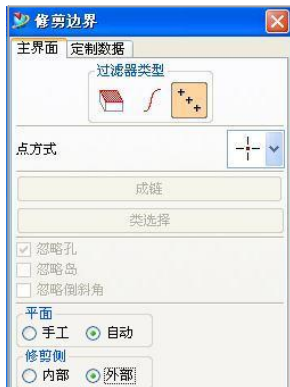 修剪边界
主界面 定制数据
过滤器类型
点方式
成链
类选择
忽略孔
忽略岛
忽略倒斜角
平面
手工 自动
修剪侧
内部 外部